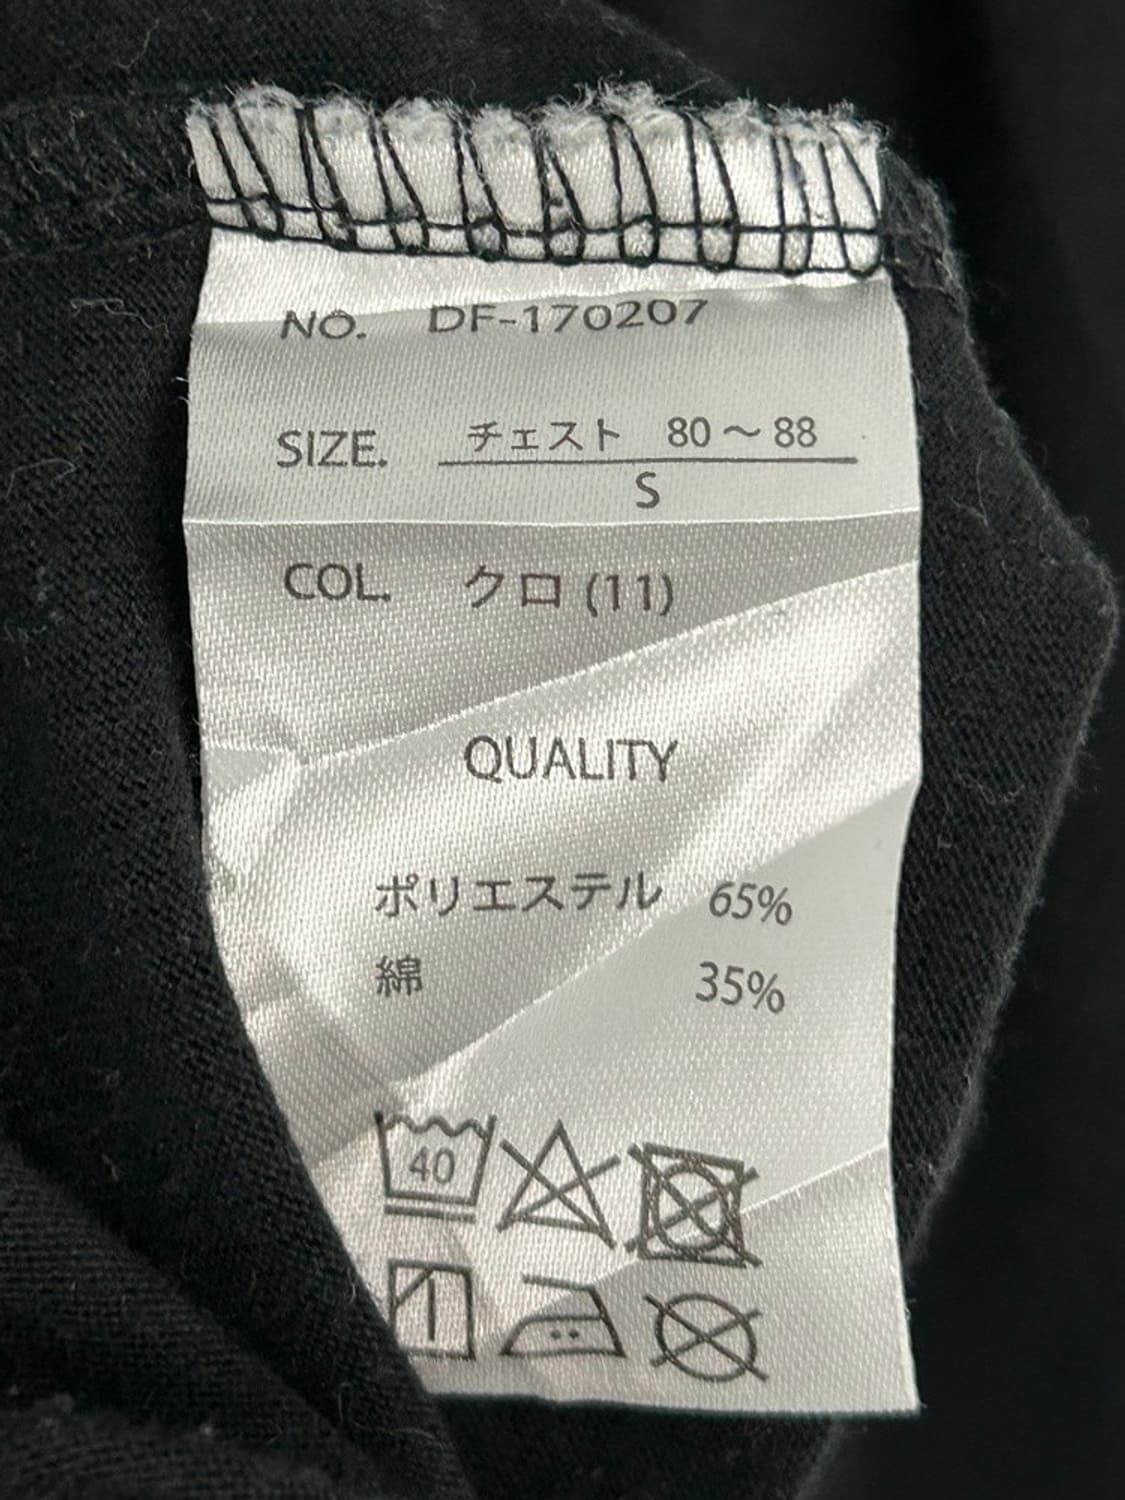 NO. DF-170207
SIZE. チェスト 80～88
S
COL. クロ (11)
QUALITY
ポリエステル 65%
綿 35%
40